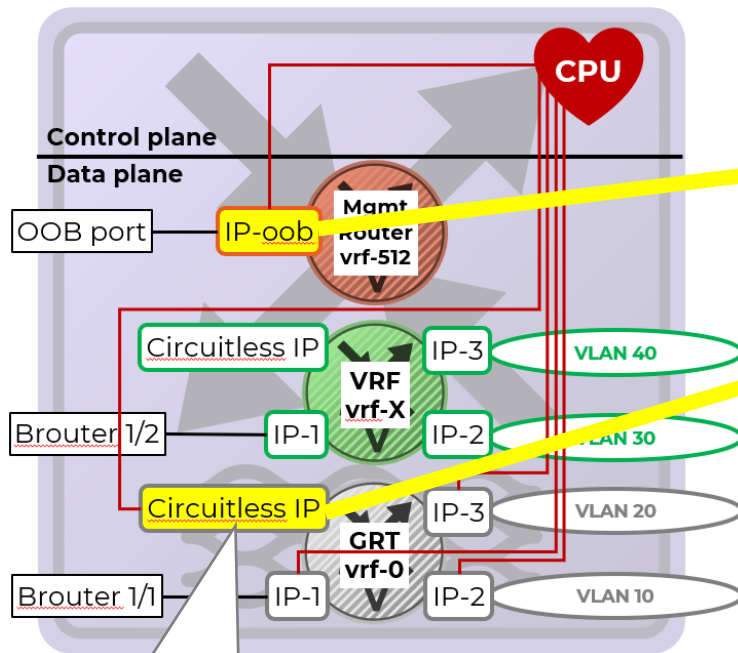 CPU
Control plane
Data plane
Mgmt
Router
vrf-512
OOB port
IP-oob
Circuitless IP
IP-3
VLAN 40
VRF
vrf-X
Brouter 1/2
IP-1
IP-2
VLAN 30
Circuitless IP
IP-3
VLAN 20
GRT
vrf-0
Brouter 1/1
IP-1
IP-2
VLAN 10